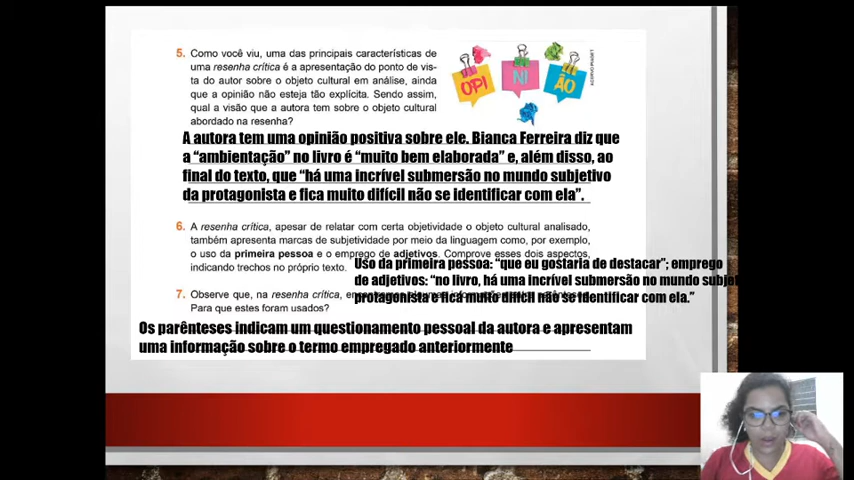 5. Como você viu, uma das principais características de
uma resenha crítica é a apresentação do ponto de vis-
ta do autor sobre o objeto cultural em análise, ainda
que a opinião não esteja tão explícita. Sendo assim,
qual a visão que a autora tem sobre o objeto cultural
abordado na resenha?
OPI
NI
ÃO
A autora tem uma opinião positiva sobre ele. Bianca Ferreira diz que
a “ambientação” no livro é “muito bem elaborada” e, além disso, ao
final do texto, que “há uma incrível submersão no mundo subjetivo
da protagonista e fica muito difícil não se identificar com ela”.
6. A resenha crítica, apesar de relatar com certa objetividade o objeto cultural analisado,
também apresenta marcas de subjetividade por meio da linguagem como, por exemplo,
o uso da primeira pessoa e o emprego de adjetivos. Comprove esses dois aspectos,
indicando trechos no próprio texto.
Uso da primeira pessoa: “que eu gostaria de destacar”; emprego
de adjetivos: “no livro, há uma incrível submersão no mundo subjet
protagonista e fica muito difícil não se identificar com ela.”
7. Observe que, na resenha crítica,
Para que estes foram usados?
Os parênteses indicam um questionamento pessoal da autora e apresentam
uma informação sobre o termo empregado anteriormente